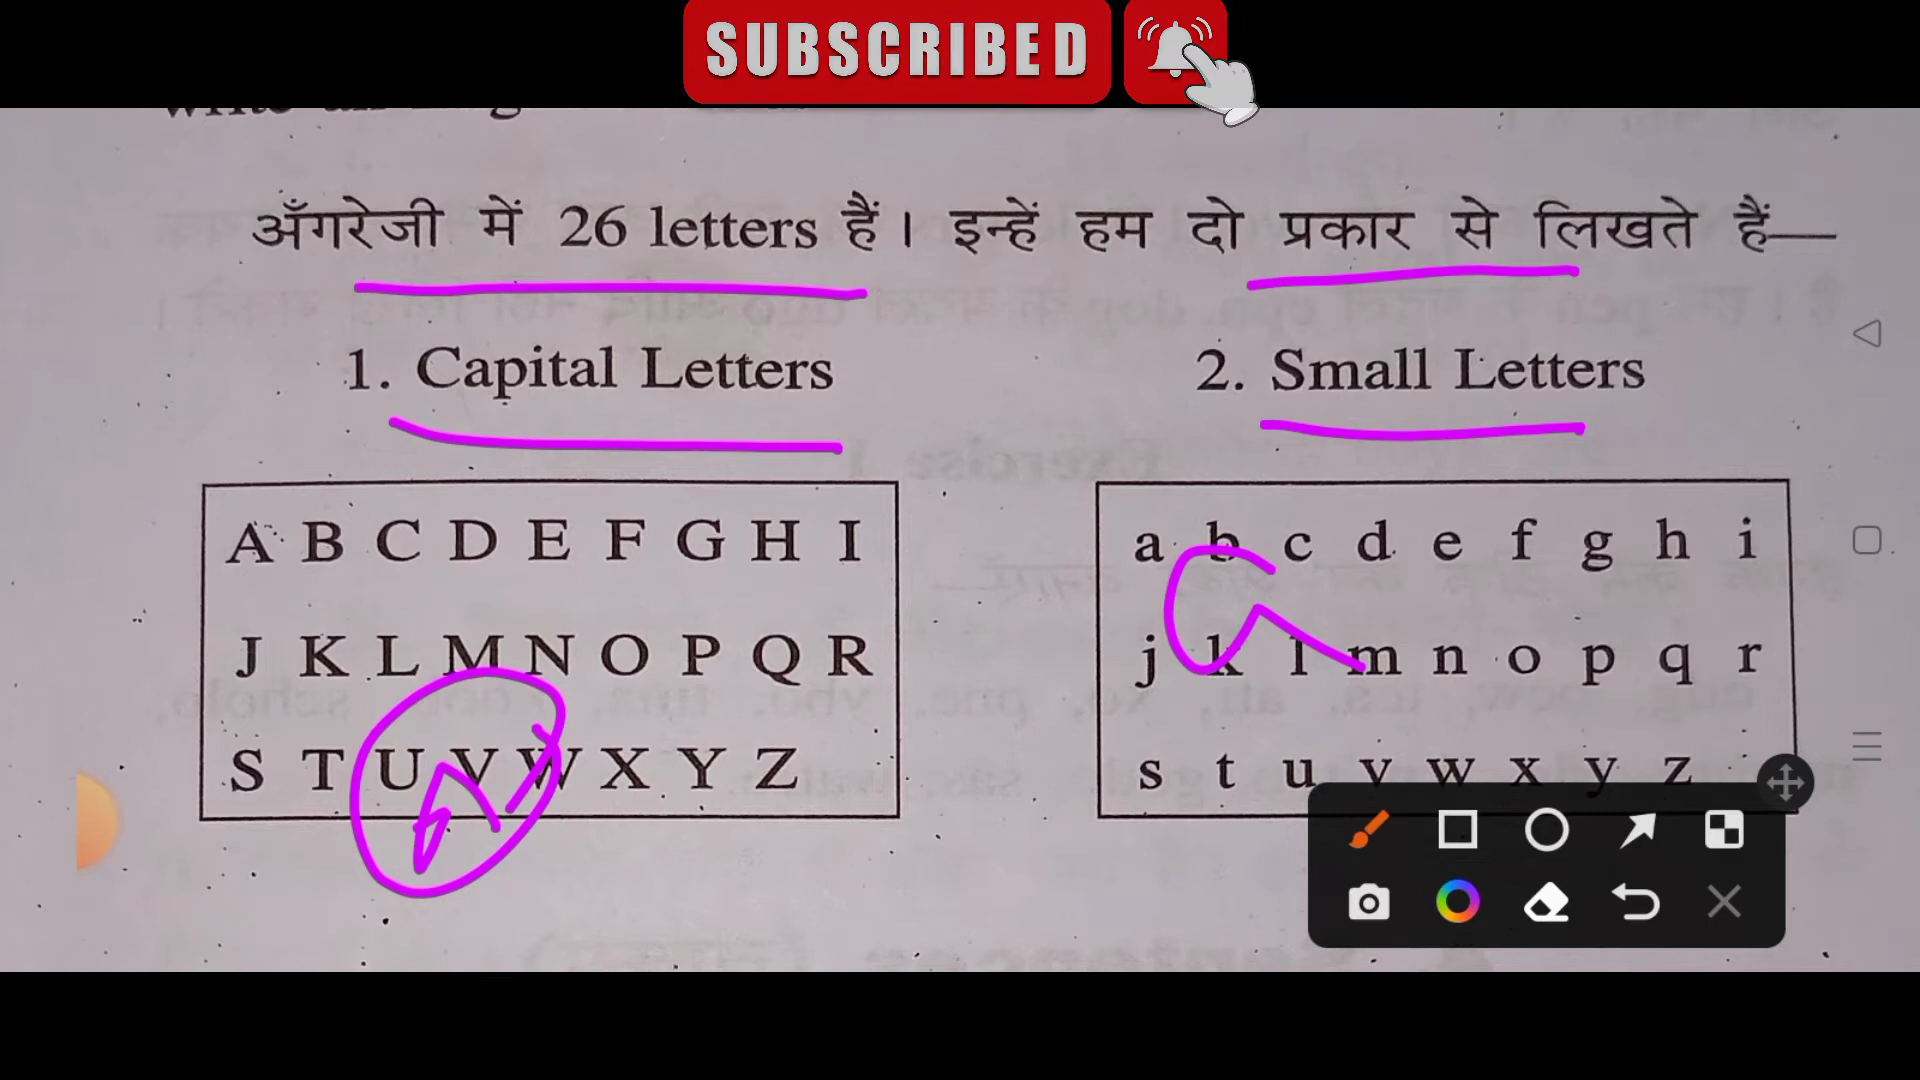 SUBSCRIBED
अँगरेजी में 26 letters हैं। इन्हें हम दो प्रकार से लिखते हैं—
1. Capital Letters 2. Small Letters
A B C D E F G H I
a b c d e f g h i
J K L M N O P Q R
j k l m n o p q r
S T U V W X Y Z
s t u v w x y z